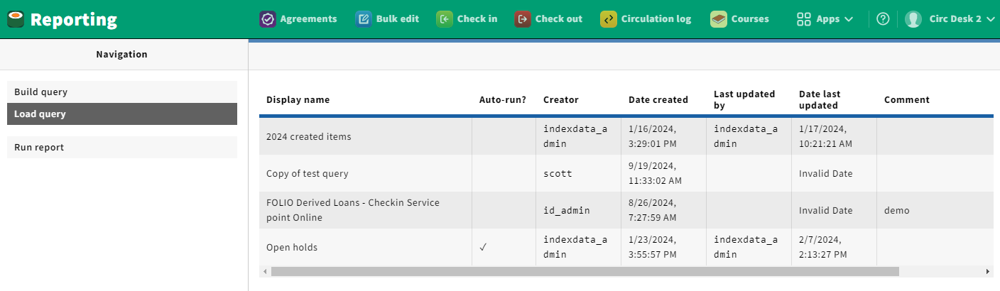 Reporting
Agreements
Bulk edit
Check in
Check out
Circulation log
Courses
Apps
Circ Desk 2
Navigation
Build query
Load query
Run report
Display name
Auto-run?
Creator
Date created
Last updated
by
Date last
updated
Comment
2024 created items
indexdata_a
dmin
1/16/2024,
3:29:01 PM
indexdata_a
dmin
1/17/2024,
10:21:21 AM
Copy of test query
scott
9/19/2024,
11:33:02 AM
Invalid Date
FOLIO Derived Loans - Checkin Service
point Online
id_admin
8/26/2024,
7:27:59 AM
Invalid Date
demo
Open holds
✓
indexdata_a
dmin
1/23/2024,
3:55:57 PM
indexdata_a
dmin
2/7/2024,
2:13:27 PM